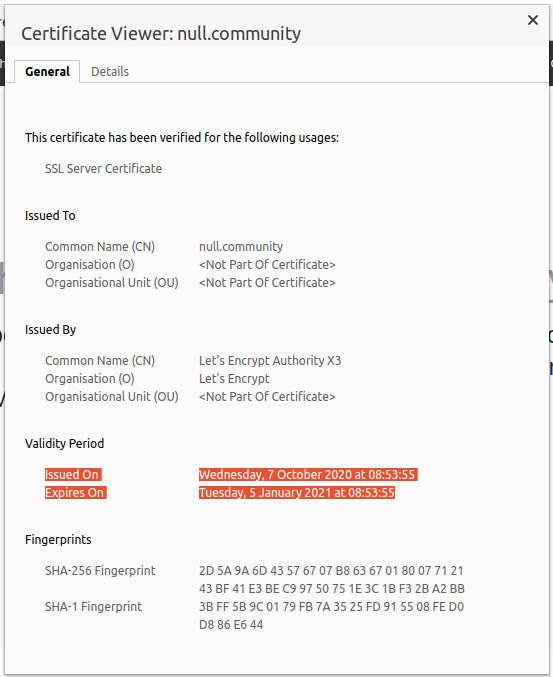 Certificate Viewer: null.community
General Details
This certificate has been verified for the following usages:
SSL Server Certificate
Issued To
Common Name (CN) null.community
Organisation (O) <Not Part Of Certificate>
Organisational Unit (OU) <Not Part Of Certificate>
Issued By
Common Name (CN) Let's Encrypt Authority X3
Organisation (O) Let's Encrypt
Organisational Unit (OU) <Not Part Of Certificate>
Validity Period
Issued On Wednesday, 7 October 2020 at 08:53:55
Expires On Tuesday, 5 January 2021 at 08:53:55
Fingerprints
SHA-256 Fingerprint 2D 5A 9A 6D 43 57 67 07 B8 63 67 01 80 07 71 21
43 BF 41 E3 BE C9 97 50 75 1E 3C 1B F3 2B A2 BB
SHA-1 Fingerprint 3B FF 5B 9C 01 79 FB 7A 35 25 FD 91 55 08 FE D0
D8 86 E6 44